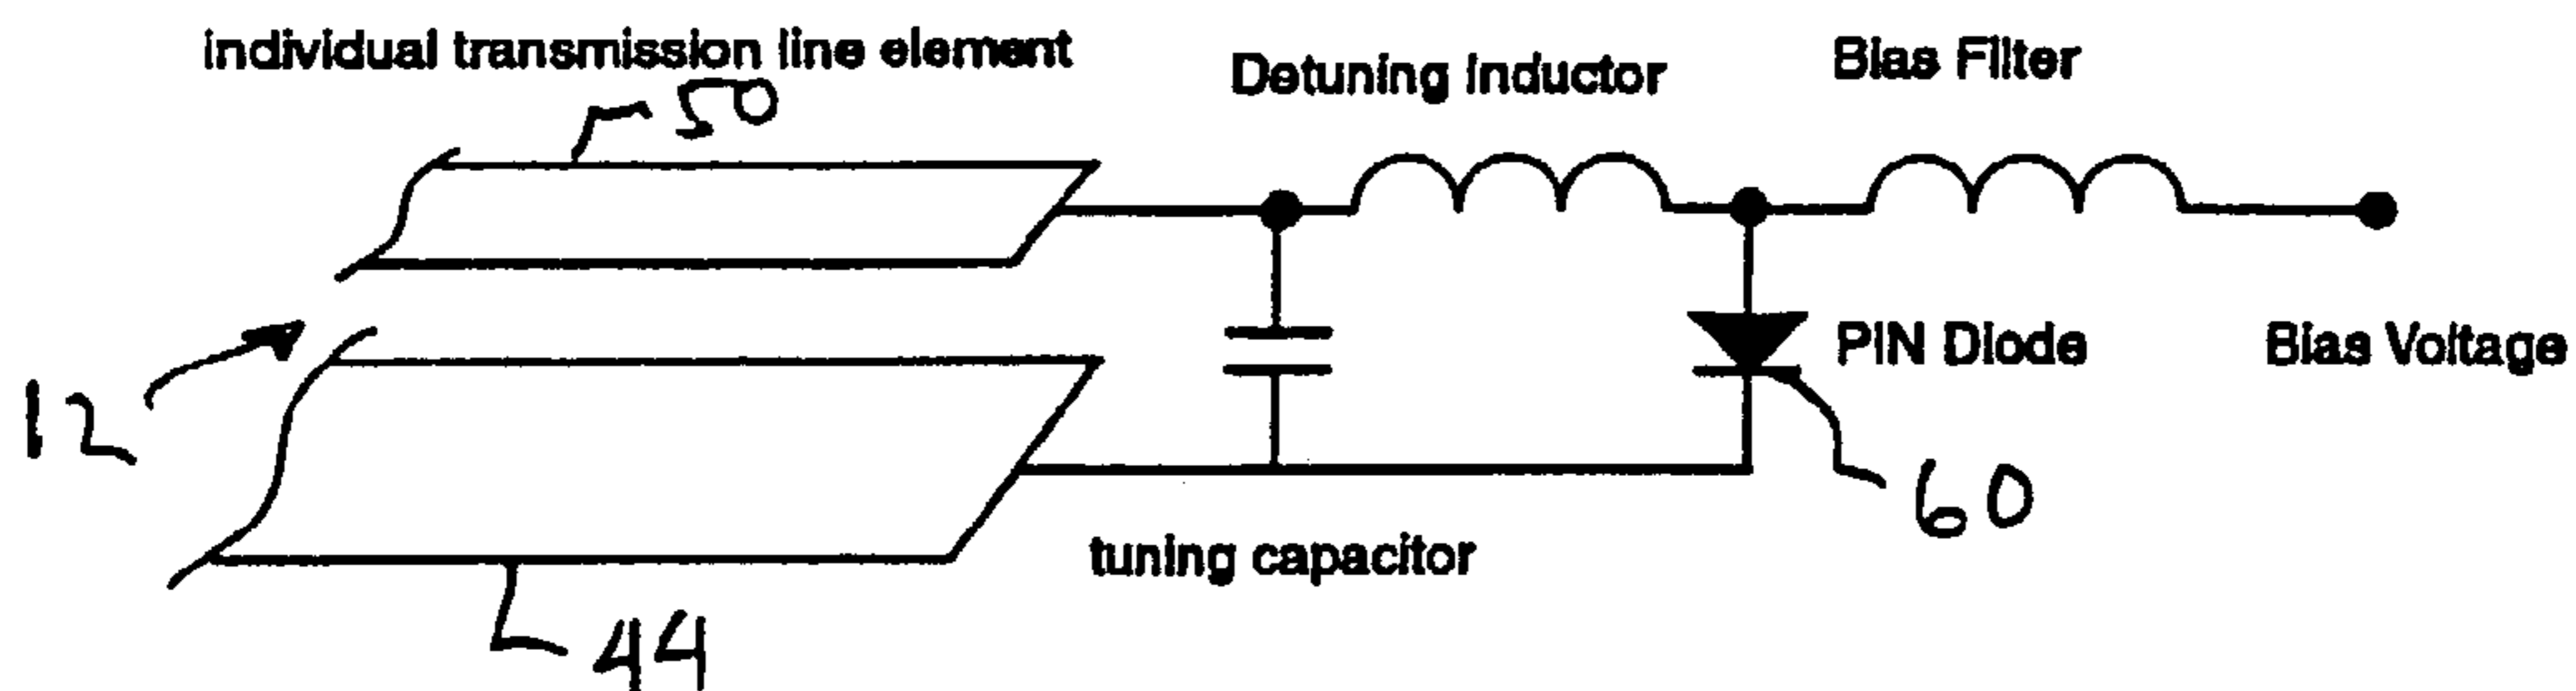 individual transmission line element
50
Detuning Inductor
Bias Filter
12
PIN Diode
Bias Voltage
60
tuning capacitor
44